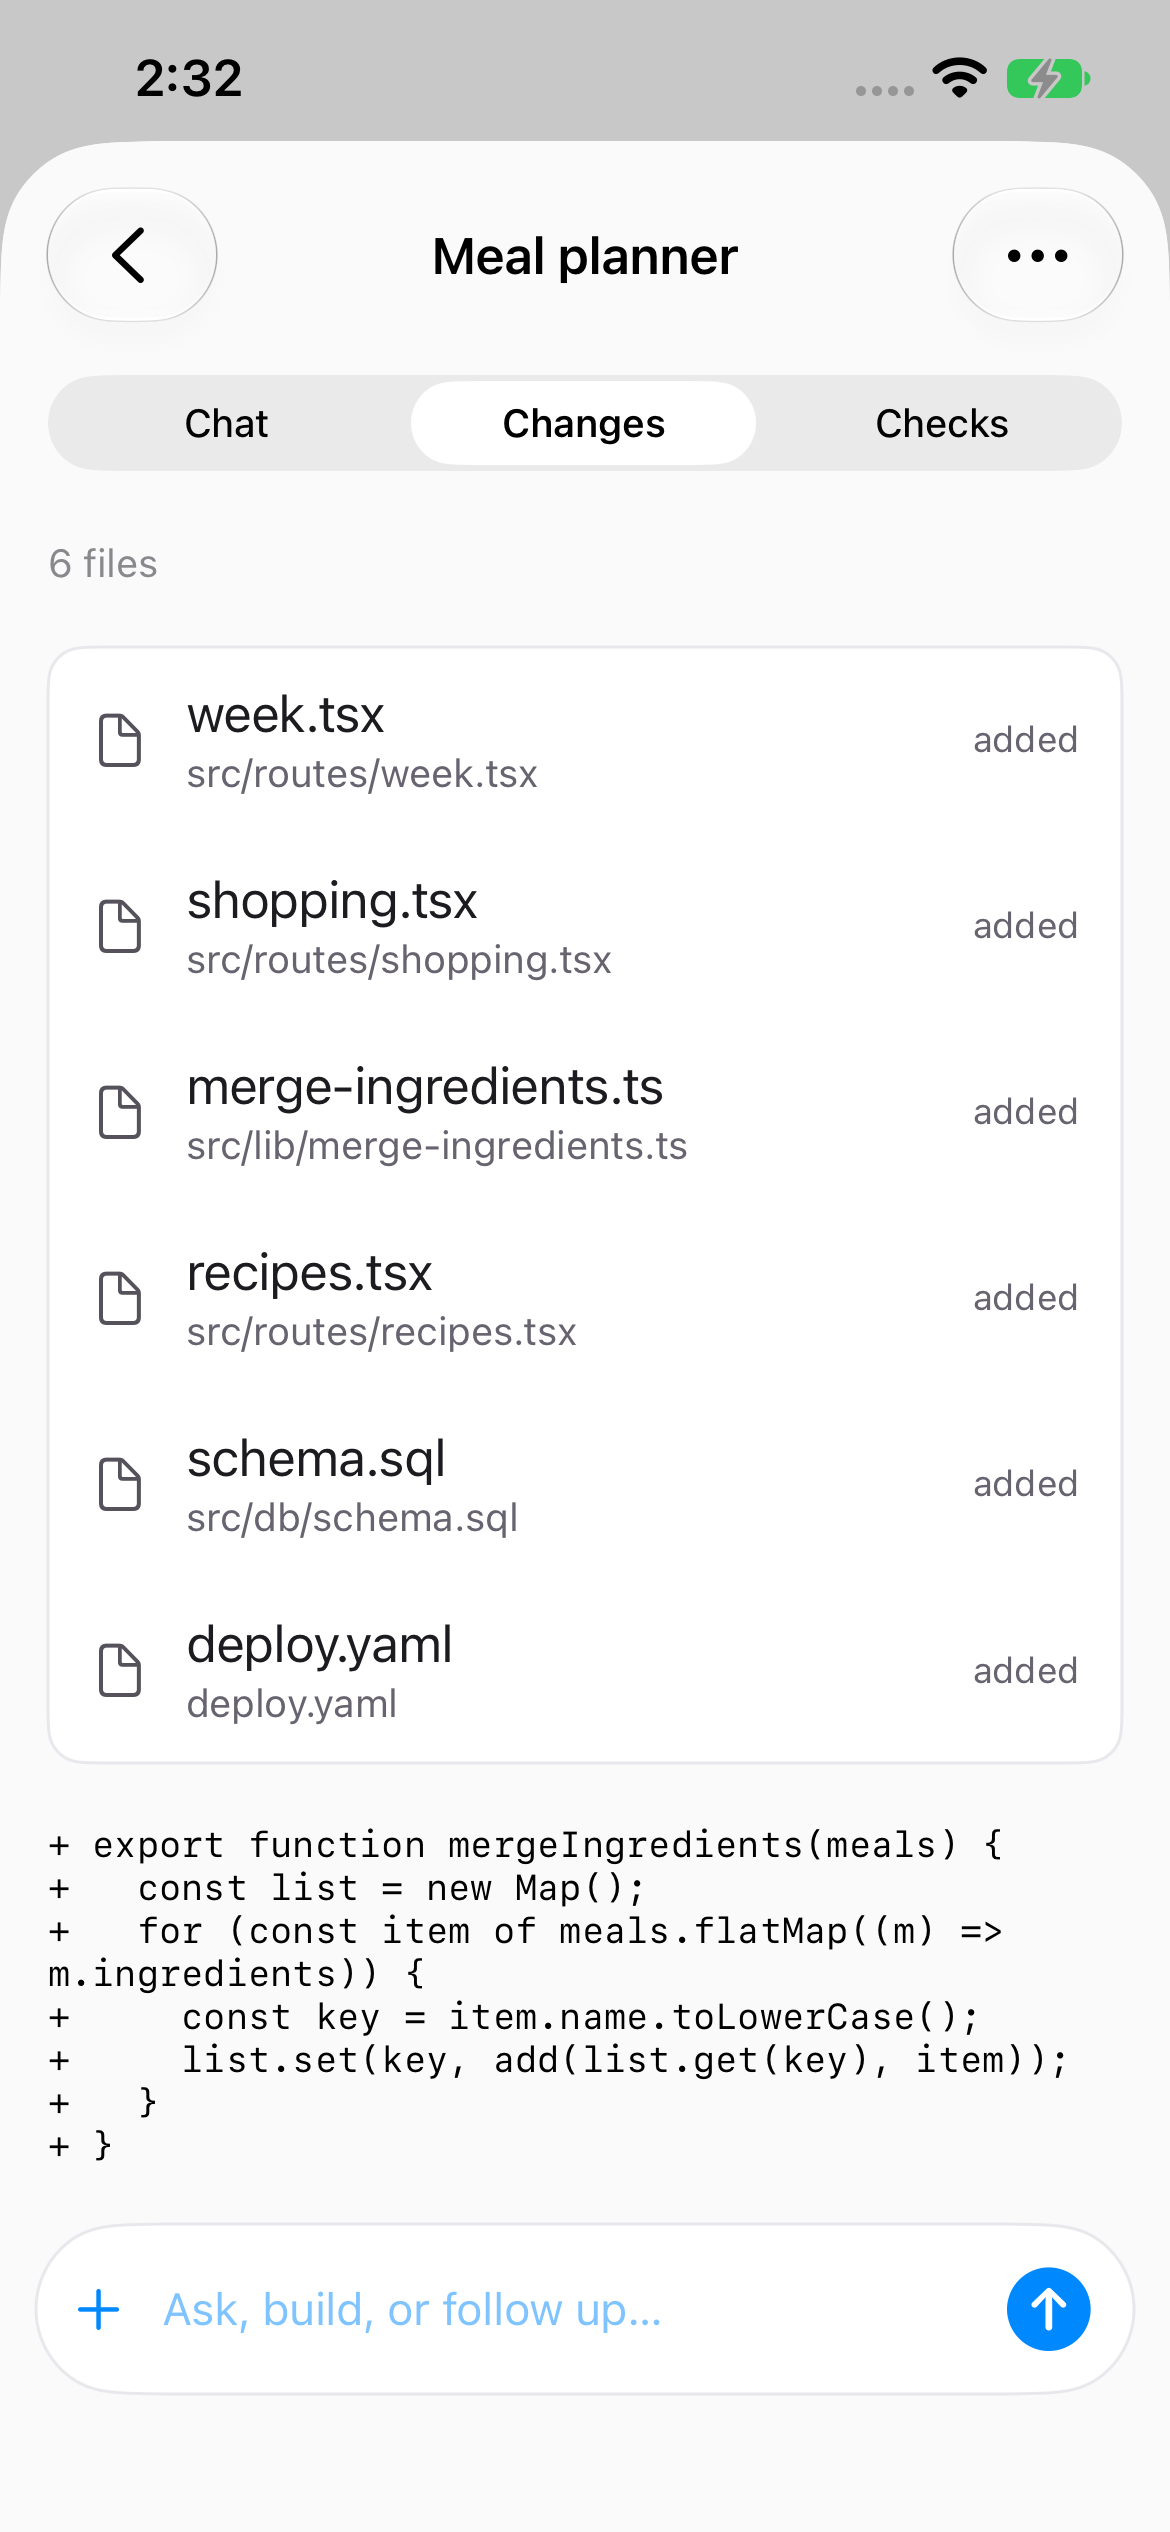 2:32
Meal planner
Chat
Changes
Checks
6 files
week.tsx
src/routes/week.tsx
added
shopping.tsx
src/routes/shopping.tsx
added
merge-ingredients.ts
src/lib/merge-ingredients.ts
added
recipes.tsx
src/routes/recipes.tsx
added
schema.sql
src/db/schema.sql
added
deploy.yaml
deploy.yaml
added
+ export function mergeIngredients(meals) {
+   const list = new Map();
+   for (const item of meals.flatMap((m) =>
m.ingredients)) {
+     const key = item.name.toLowerCase();
+     list.set(key, add(list.get(key), item));
+   }
+ }
Ask, build, or follow up...